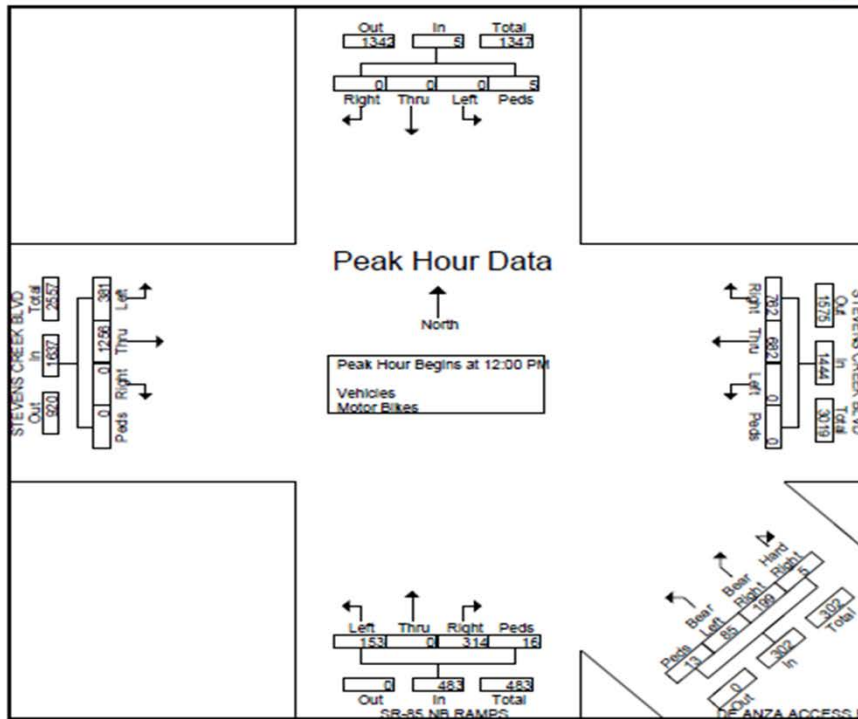 Out In Total
1342 5 1347
0 0 0 5
Right Thru Left Peds
Peak Hour Data
North
Peak Hour Begins at 12:00 PM
Vehicles
Motor Bikes
STEVENS CREEK BLVD
Out In Total
920 1637 2557
0 0 1256 381
Peds Right Thru Left
STEVENS CREEK BLVD
Out In Total
1575 1444 3019
762 682 0 0
Right Thru Left Peds
Left Thru Right Peds
153 0 314 16
0 483 483
Out In Total
SR-85 NB RAMPS
Peds Bear Left Bear Right Hard Right
13 85 199 5
0 302 302
Out In Total
DE ANZA ACCESS